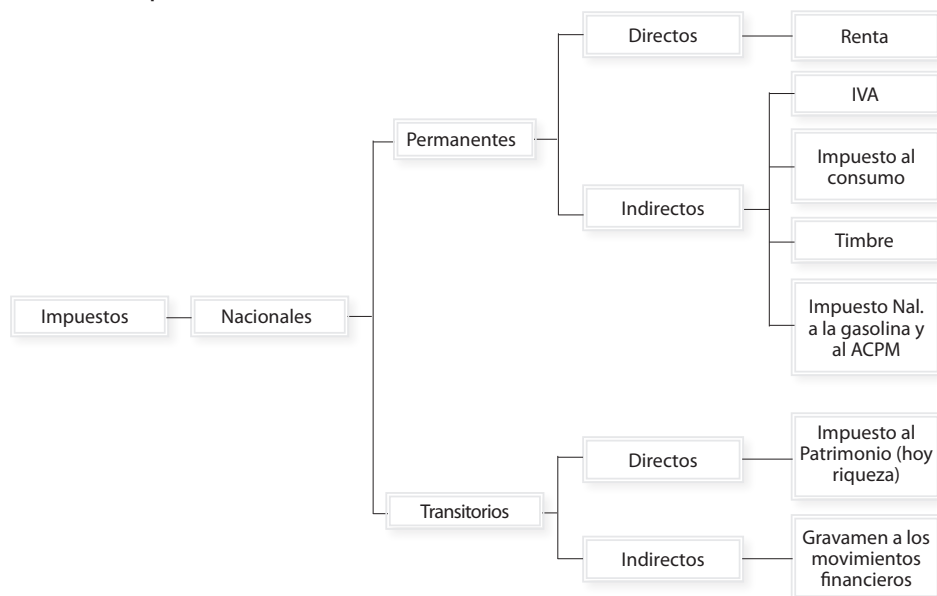 Directos
Renta
IVA
Permanentes
Impuesto al
consumo
Indirectos
Timbre
Impuestos
Nacionales
Impuesto Nal.
a la gasolina y
al ACPM
Directos
Impuesto al
Patrimonio (hoy
riqueza)
Transitorios
Indirectos
Gravamen a los
movimientos
financieros